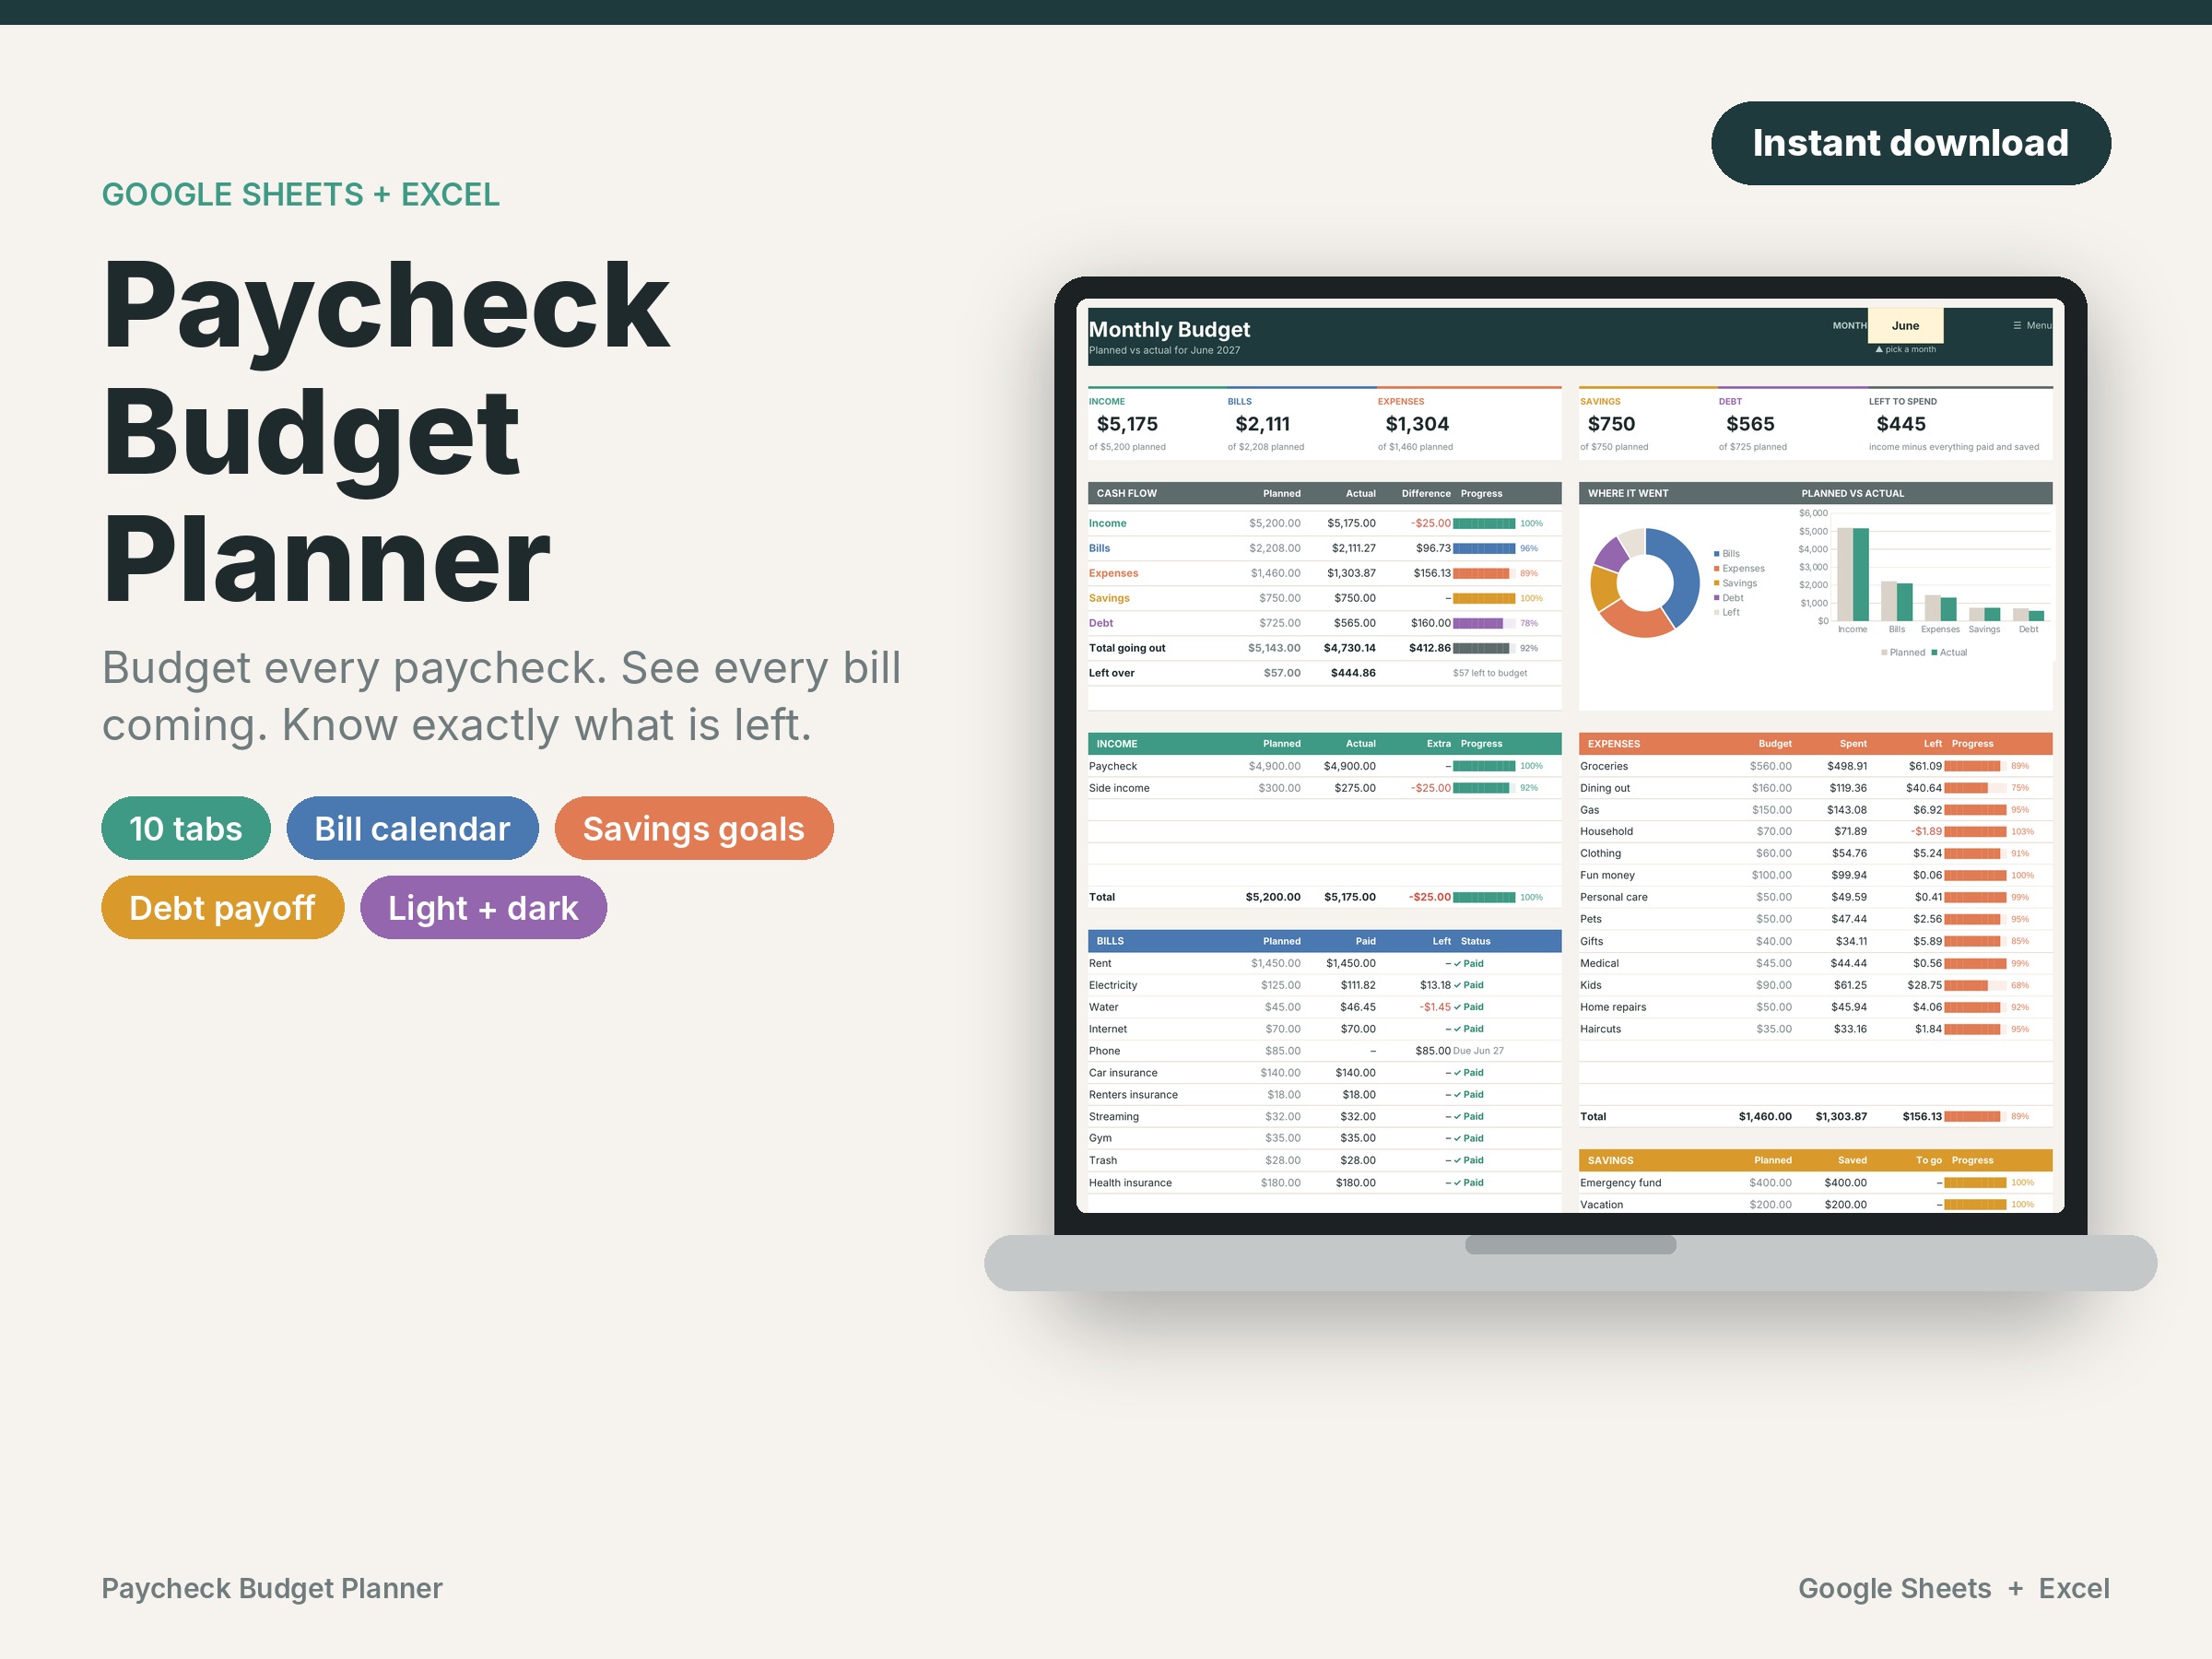 Instant download
GOOGLE SHEETS + EXCEL
Paycheck
Budget
Planner
Budget every paycheck. See every bill
coming. Know exactly what is left.
10 tabs Bill calendar Savings goals
Debt payoff Light + dark
Monthly Budget
Planned vs actual for June 2027
MONTH June ☰ Menu
▲ pick a month
INCOME BILLS EXPENSES
$5,175 $2,111 $1,304
of $5,200 planned of $2,208 planned of $1,460 planned
SAVINGS DEBT LEFT TO SPEND
$750 $565 $445
of $750 planned of $725 planned income minus everything paid and saved
CASH FLOW Planned Actual Difference Progress
Income $5,200.00 $5,175.00 -$25.00 100%
Bills $2,208.00 $2,111.27 $96.73 96%
Expenses $1,460.00 $1,303.87 $156.13 89%
Savings $750.00 $750.00 – 100%
Debt $725.00 $565.00 $160.00 78%
Total going out $5,143.00 $4,730.14 $412.86 92%
Left over $57.00 $444.86 $57 left to budget
WHERE IT WENT PLANNED VS ACTUAL
Bills
Expenses
Savings
Debt
Left
$6,000
$5,000
$4,000
$3,000
$2,000
$1,000
$0
Income Bills Expenses Savings Debt
Planned Actual
INCOME Planned Actual Extra Progress
Paycheck $4,900.00 $4,900.00 – 100%
Side income $300.00 $275.00 -$25.00 92%
Total $5,200.00 $5,175.00 -$25.00 100%
BILLS Planned Paid Left Status
Rent $1,450.00 $1,450.00 – ✓ Paid
Electricity $125.00 $111.82 $13.18 ✓ Paid
Water $45.00 $46.45 -$1.45 ✓ Paid
Internet $70.00 $70.00 – ✓ Paid
Phone $85.00 – $85.00 Due Jun 27
Car insurance $140.00 $140.00 – ✓ Paid
Renters insurance $18.00 $18.00 – ✓ Paid
Streaming $32.00 $32.00 – ✓ Paid
Gym $35.00 $35.00 – ✓ Paid
Trash $28.00 $28.00 – ✓ Paid
Health insurance $180.00 $180.00 – ✓ Paid
EXPENSES Budget Spent Left Progress
Groceries $560.00 $498.91 $61.09 89%
Dining out $160.00 $119.36 $40.64 75%
Gas $150.00 $143.08 $6.92 95%
Household $70.00 $71.89 -$1.89 103%
Clothing $60.00 $54.76 $5.24 91%
Fun money $100.00 $99.94 $0.06 100%
Personal care $50.00 $49.59 $0.41 99%
Pets $50.00 $47.44 $2.56 95%
Gifts $40.00 $34.11 $5.89 85%
Medical $45.00 $44.44 $0.56 99%
Kids $90.00 $61.25 $28.75 68%
Home repairs $50.00 $45.94 $4.06 92%
Haircuts $35.00 $33.16 $1.84 95%
Total $1,460.00 $1,303.87 $156.13 89%
SAVINGS Planned Saved To go Progress
Emergency fund $400.00 $400.00 – 100%
Vacation $200.00 $200.00 – 100%
Paycheck Budget Planner
Google Sheets + Excel